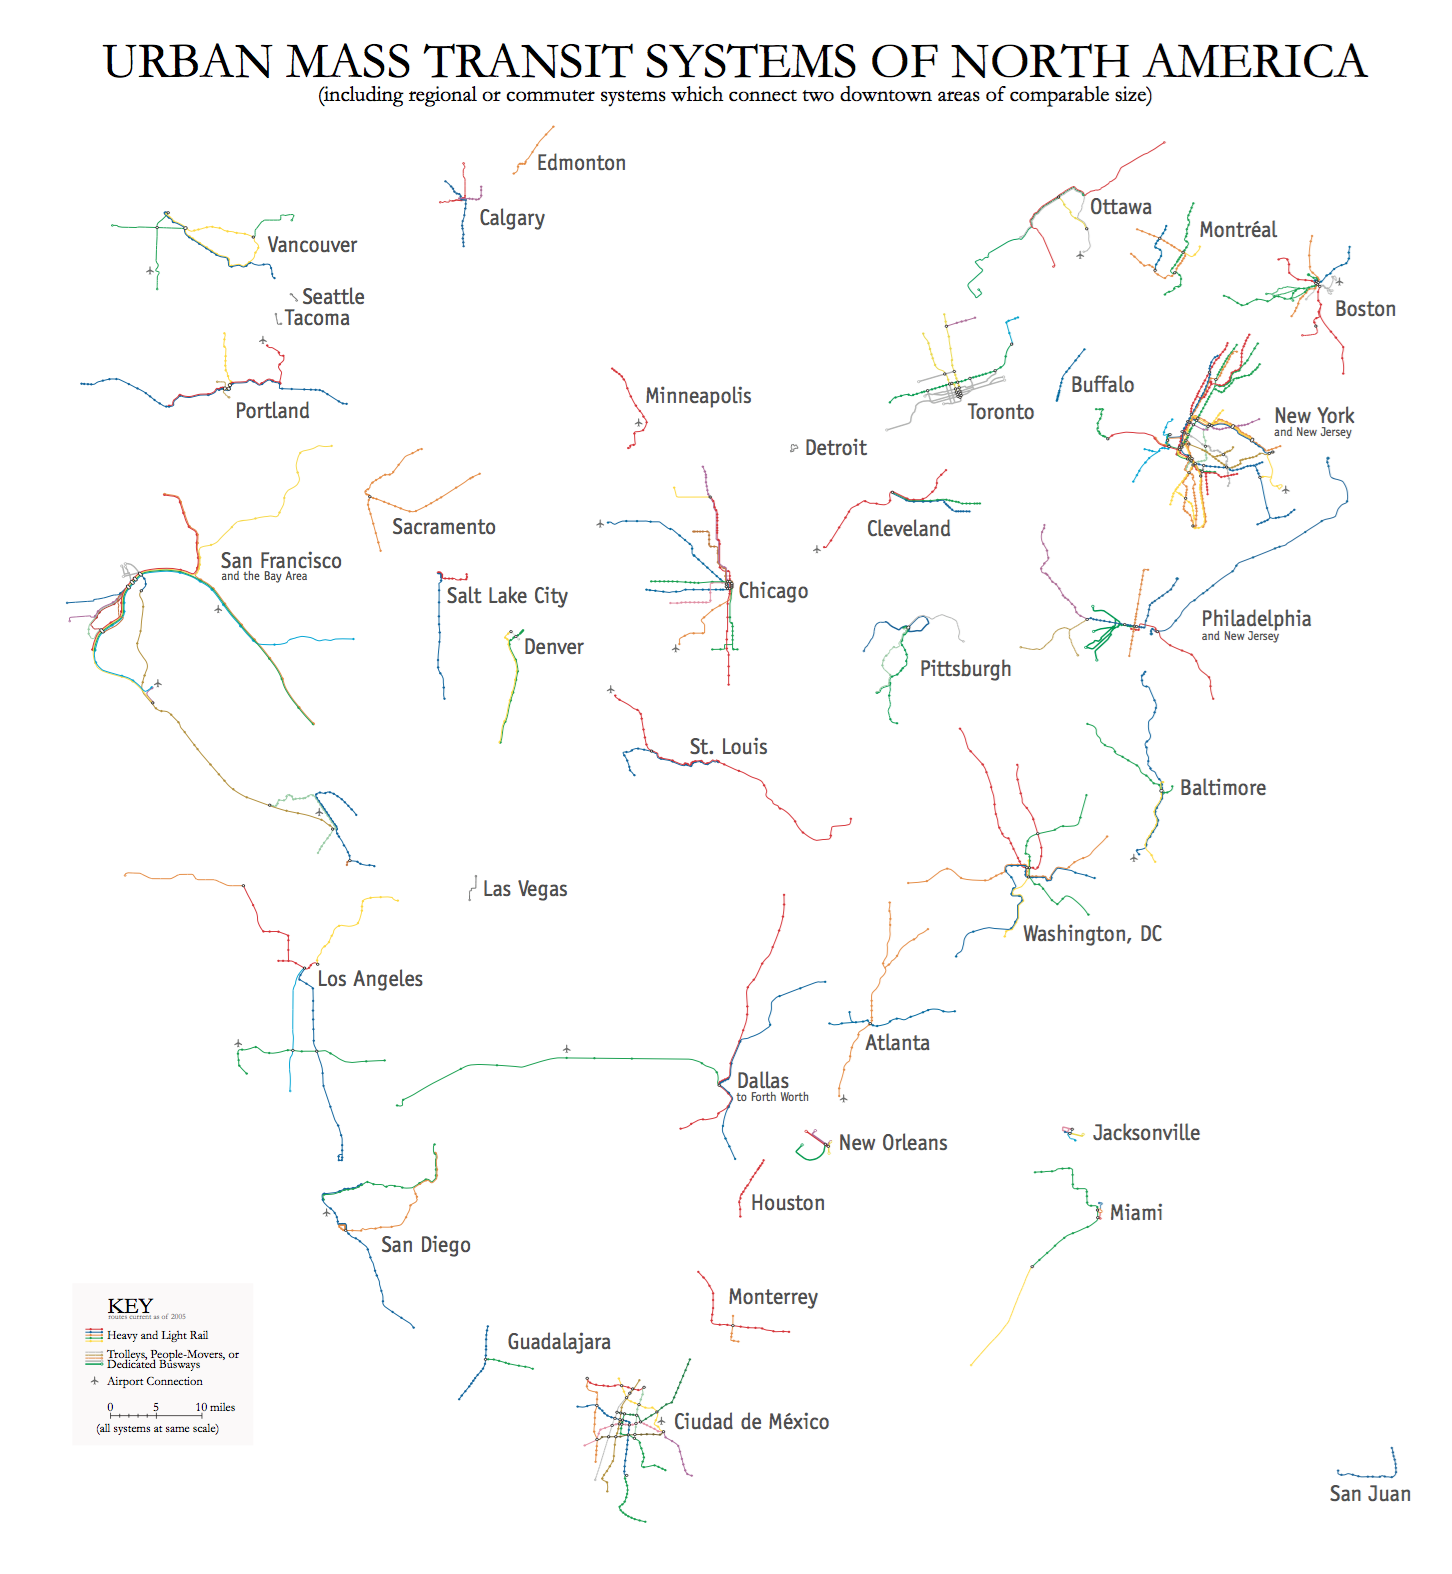 URBAN MASS TRANSIT SYSTEMS OF NORTH AMERICA
(including regional or commuter systems which connect two downtown areas of comparable size)
Edmonton
Calgary
Ottawa
Montréal
Vancouver
Seattle
Tacoma
Boston
Portland
Minneapolis
Buffalo
Toronto
New York
and New Jersey
Detroit
Sacramento
Cleveland
San Francisco
and the Bay Area
Salt Lake City
Chicago
Denver
Philadelphia
and New Jersey
Pittsburgh
St. Louis
Baltimore
Las Vegas
Washington, DC
Los Angeles
Atlanta
Dallas
to Forth Worth
New Orleans
Jacksonville
Houston
Miami
San Diego
Monterrey
Guadalajara
Ciudad de México
San Juan
KEY
routes current as of 2005
Heavy and Light Rail
Trolleys, People-Movers, or
Dedicated Busways
Airport Connection
0 5 10 miles
(all systems at same scale)